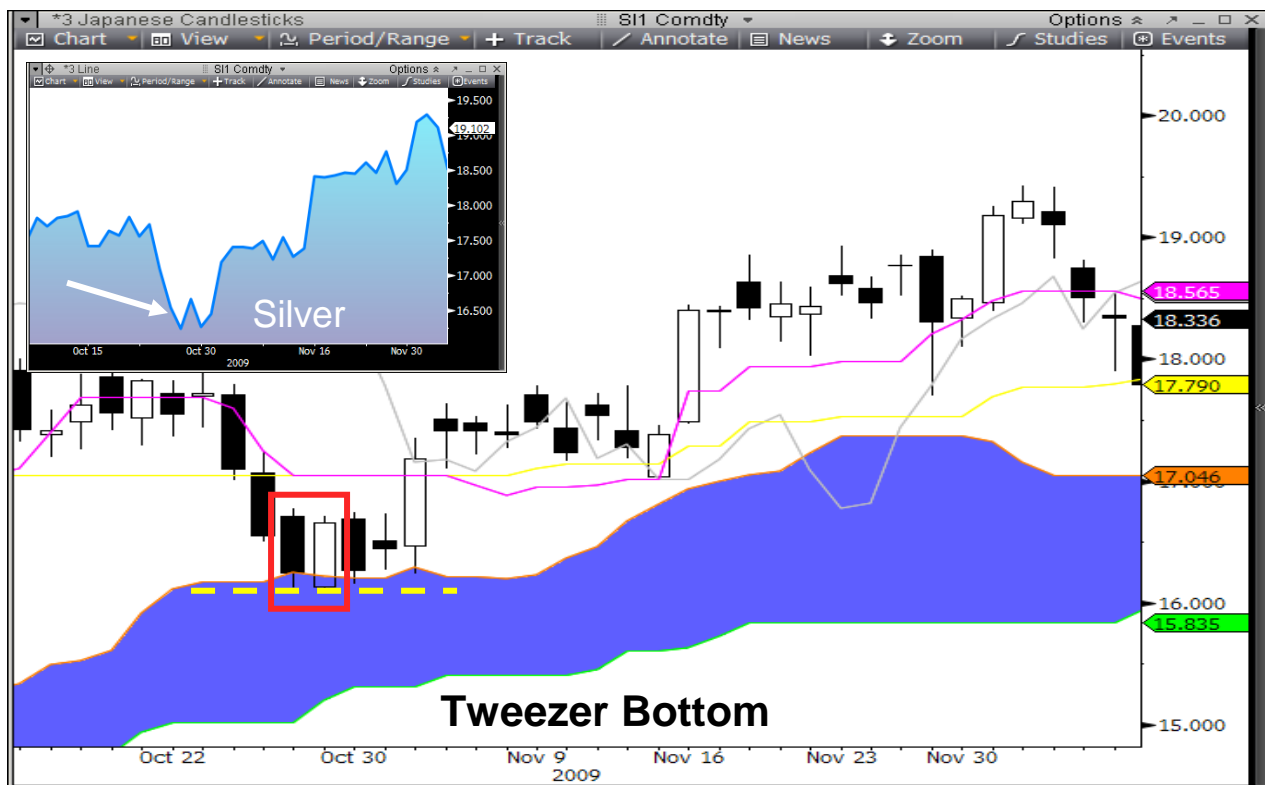 *3 Japanese Candlesticks SI1 Comdty Options
Chart View Period/Range Track Annotate News Zoom Studies Events
*3 Line SI1 Comdty Options
Chart View Period/Range Track Annotate News Zoom Studies Events
19.500
19.102
19.000
18.500
18.000
17.500
17.000
16.500
Silver
Oct 15 Oct 30 Nov 16 Nov 30
2009
20.000
19.000
18.565
18.336
18.000
17.790
17.046
17.000
16.000
15.835
15.000
Tweezer Bottom
Oct 22 Oct 30 Nov 9 Nov 16 Nov 23 Nov 30
2009